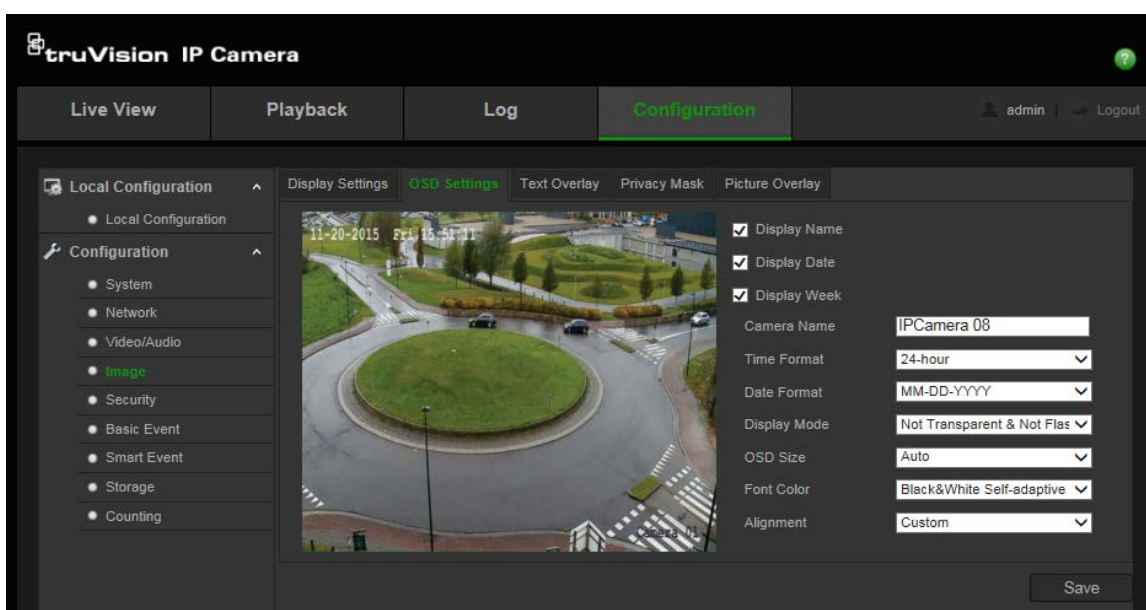 truVision IP Camera
?
Live View Playback Log Configuration admin | Logout
Local Configuration
Local Configuration
Configuration
System
Network
Video/Audio
Image
Security
Basic Event
Smart Event
Storage
Counting
Display Settings OSD Settings Text Overlay Privacy Mask Picture Overlay
11-20-2015 Fri 15:51:11
Camera 01
Display Name
Display Date
Display Week
Camera Name IPCamera 08
Time Format 24-hour
Date Format MM-DD-YYYY
Display Mode Not Transparent & Not Flas
OSD Size Auto
Font Color Black&White Self-adaptive
Alignment Custom
Save